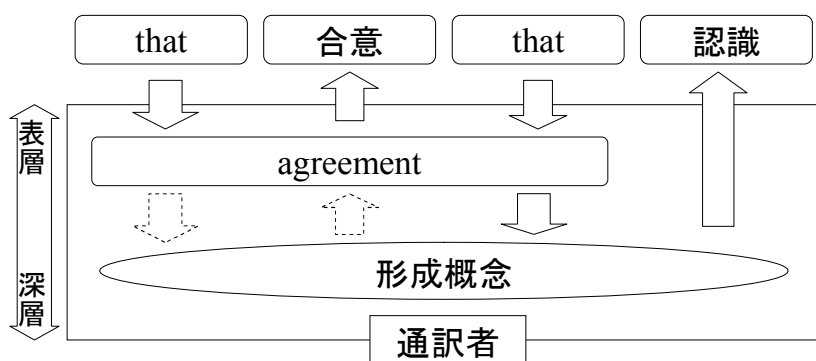 that
合意
that
認識
表層
agreement
形成概念
深層
通訳者